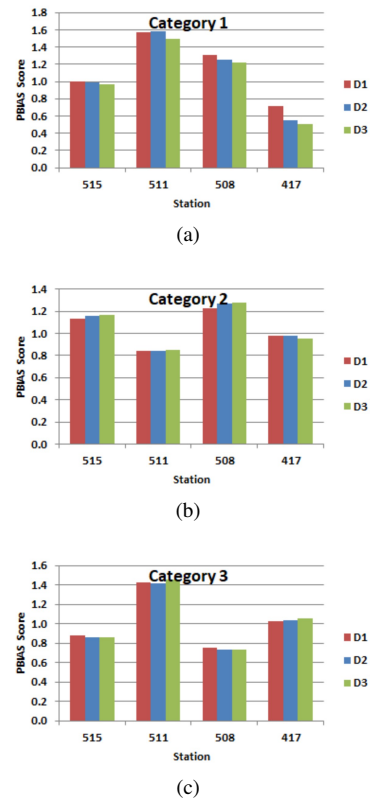 Category 1
1.8
1.6
1.4
1.2
1.0
0.8
0.6
0.4
0.2
0.0
PBIAS Score
515 511 508 417
Station
D1
D2
D3
(a)
Category 2
1.4
1.2
1.0
0.8
0.6
0.4
0.2
0.0
PBIAS Score
515 511 508 417
Station
D1
D2
D3
(b)
Category 3
1.6
1.4
1.2
1.0
0.8
0.6
0.4
0.2
0.0
PBIAS Score
515 511 508 417
Station
D1
D2
D3
(c)